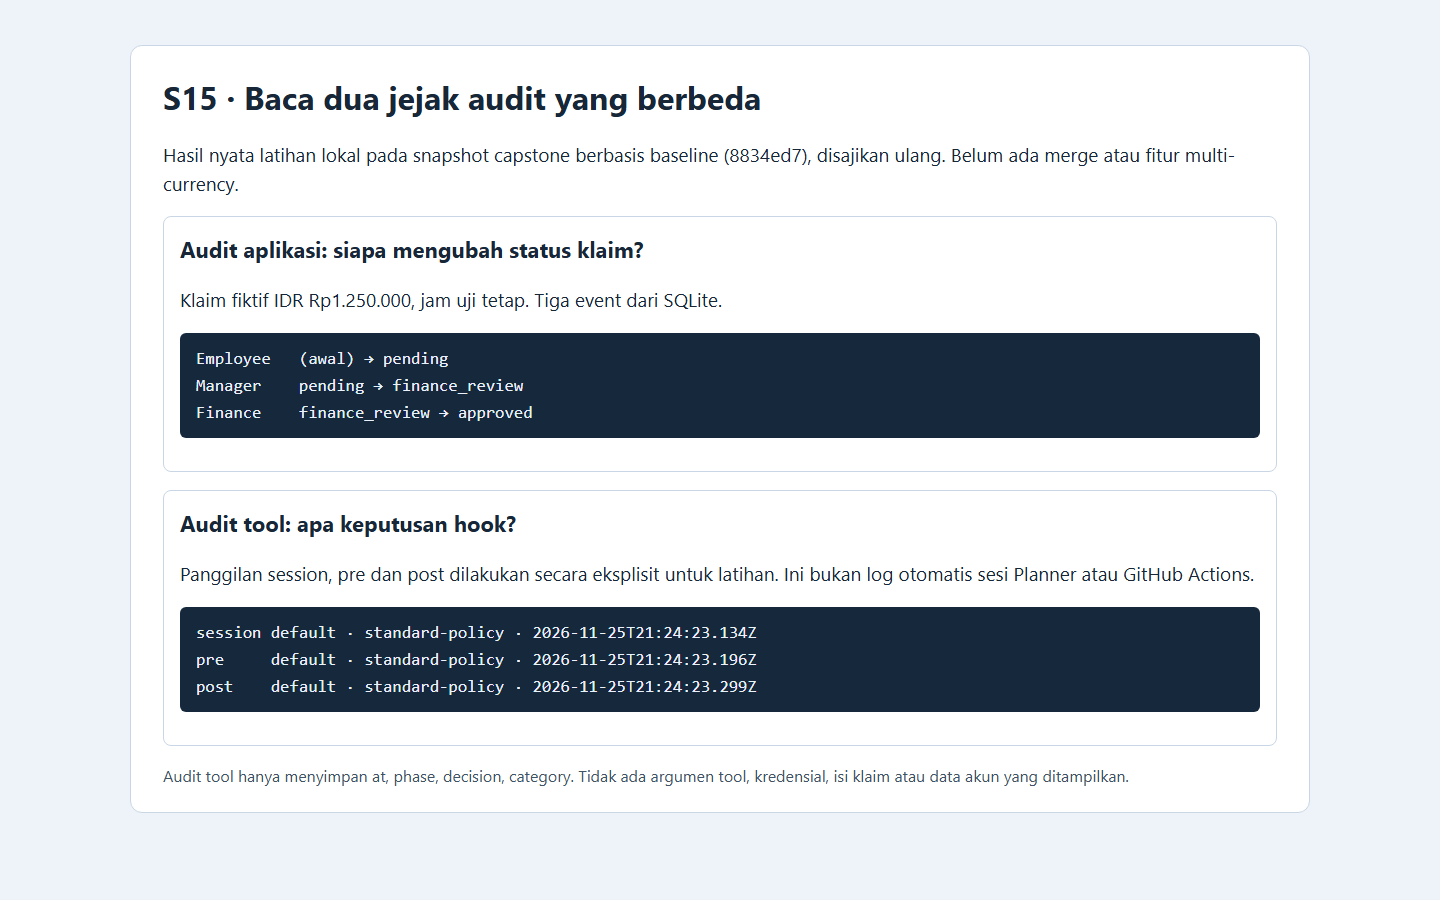 S15 · Baca dua jejak audit yang berbeda
Hasil nyata latihan lokal pada snapshot capstone berbasis baseline (8834ed7), disajikan ulang. Belum ada merge atau fitur multi-
currency.
Audit aplikasi: siapa mengubah status klaim?
Klaim fiktif IDR Rp1.250.000, jam uji tetap. Tiga event dari SQLite.
Employee   (awal) → pending
Manager    pending → finance_review
Finance    finance_review → approved
Audit tool: apa keputusan hook?
Panggilan session, pre dan post dilakukan secara eksplisit untuk latihan. Ini bukan log otomatis sesi Planner atau GitHub Actions.
session default · standard-policy · 2026-11-25T21:24:23.134Z
pre     default · standard-policy · 2026-11-25T21:24:23.196Z
post    default · standard-policy · 2026-11-25T21:24:23.299Z
Audit tool hanya menyimpan at, phase, decision, category. Tidak ada argumen tool, kredensial, isi klaim atau data akun yang ditampilkan.